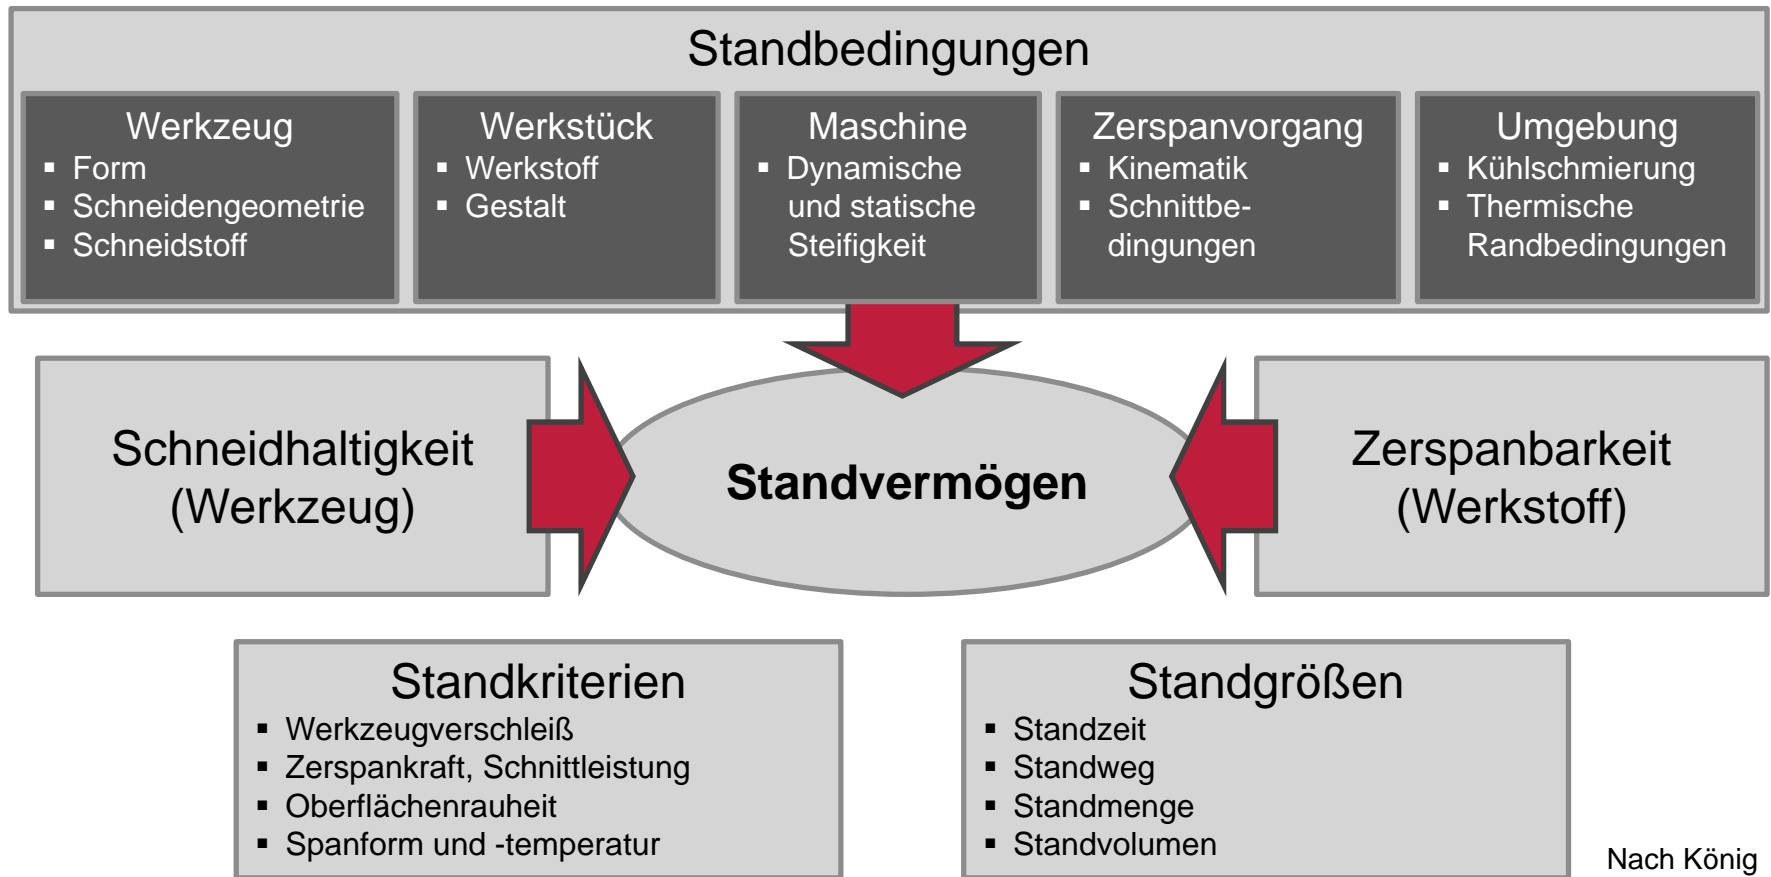 Standbedingungen
Werkzeug
▪ Form
▪ Schneidengeometrie
▪ Schneidstoff
Werkstück
▪ Werkstoff
▪ Gestalt
Maschine
▪ Dynamische
und statische
Steifigkeit
Zerspanvorgang
▪ Kinematik
▪ Schnittbe-
dingungen
Umgebung
▪ Kühlschmierung
▪ Thermische
Randbedingungen
Schneidhaltigkeit
(Werkzeug)
Standvermögen
Zerspanbarkeit
(Werkstoff)
Standkriterien
▪ Werkzeugverschleiß
▪ Zerspankraft, Schnittleistung
▪ Oberflächenrauheit
▪ Spanform und -temperatur
Standgrößen
▪ Standzeit
▪ Standweg
▪ Standmenge
▪ Standvolumen
Nach König